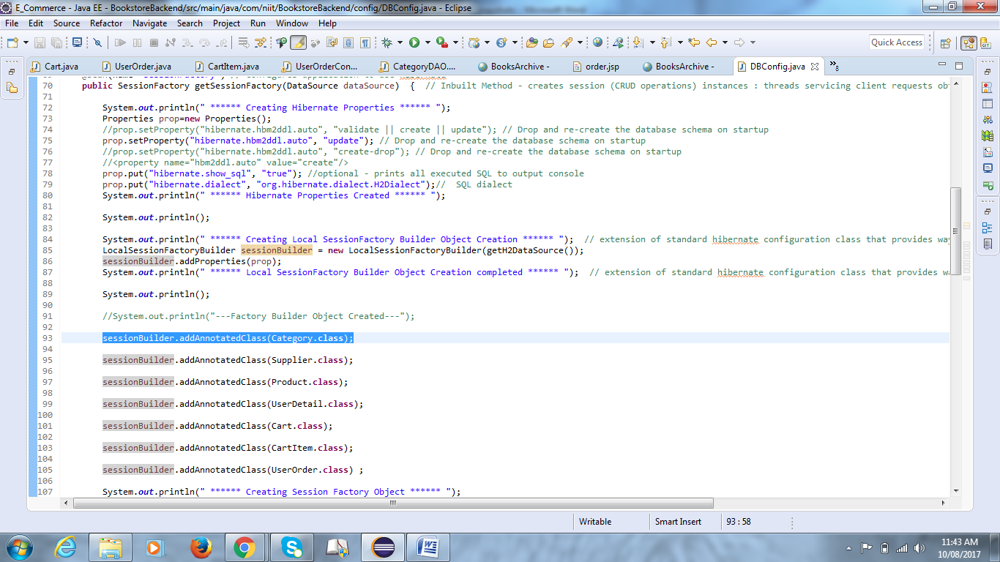 E_Commerce - Java EE - BookstoreBackend/src/main/java/com/niit/BookstoreBackend/config/DBConfig.java - Eclipse
File Edit Source Refactor Navigate Search Project Run Window Help
Quick Access
Cart.java UserOrder.java CartItem.java UserOrderCon... CategoryDAO.... BooksArchive - order.jsp BooksArchive - DBConfig.java »8
70 public SessionFactory getSessionFactory(DataSource dataSource) { // Inbuilt Method - creates session (CRUD operations) instances : threads servicing client requests ob
71
72 System.out.println(" ****** Creating Hibernate Properties ****** ");
73 Properties prop=new Properties();
74 //prop.setProperty("hibernate.hbm2ddl.auto", "validate || create || update"); // Drop and re-create the database schema on startup
75 prop.setProperty("hibernate.hbm2ddl.auto", "update"); // Drop and re-create the database schema on startup
76 //prop.setProperty("hibernate.hbm2ddl.auto", "create-drop"); // Drop and re-create the database schema on startup
77 //<property name="hbm2ddl.auto" value="create"/>
78 prop.put("hibernate.show_sql", "true"); //optional - prints all executed SQL to output console
79 prop.put("hibernate.dialect", "org.hibernate.dialect.H2Dialect");// SQL dialect
80 System.out.println(" ****** Hibernate Properties Created ****** ");
81
82 System.out.println();
83
84 System.out.println(" ****** Creating Local SessionFactory Builder Object Creation ****** "); // extension of standard hibernate configuration class that provides way
85 LocalSessionFactoryBuilder sessionBuilder = new LocalSessionFactoryBuilder(getH2DataSource());
86 sessionBuilder.addProperties(prop);
87 System.out.println(" ****** Local SessionFactory Builder Object Creation completed ****** "); // extension of standard hibernate configuration class that provides wa
88
89 System.out.println();
90
91 //System.out.println("---Factory Builder Object Created---");
92
93 sessionBuilder.addAnnotatedClass(Category.class);
94
95 sessionBuilder.addAnnotatedClass(Supplier.class);
96
97 sessionBuilder.addAnnotatedClass(Product.class);
98
99 sessionBuilder.addAnnotatedClass(UserDetail.class);
100
101 sessionBuilder.addAnnotatedClass(Cart.class);
102
103 sessionBuilder.addAnnotatedClass(CartItem.class);
104
105 sessionBuilder.addAnnotatedClass(UserOrder.class) ;
106
107 System.out.println(" ****** Creating Session Factory Object ****** ");
Writable Smart Insert 93 : 58
11:43 AM
10/08/2017